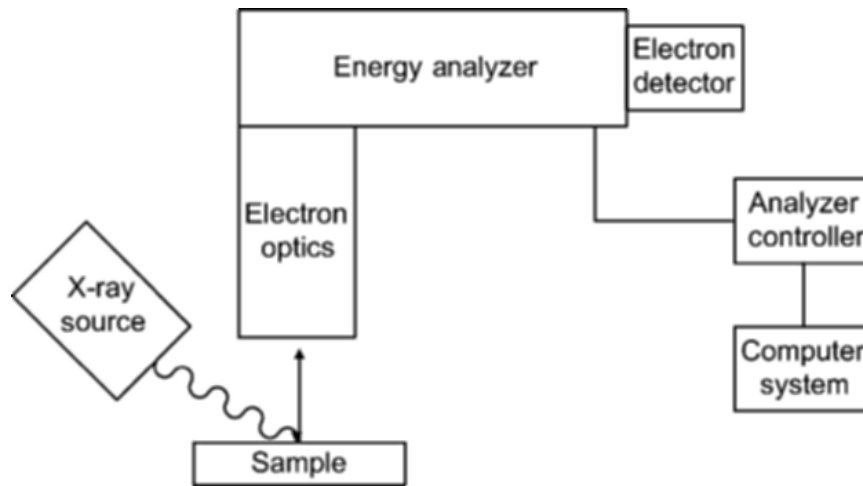 Energy analyzer
Electron
detector
Electron
optics
Analyzer
controller
X-ray
source
Computer
system
Sample